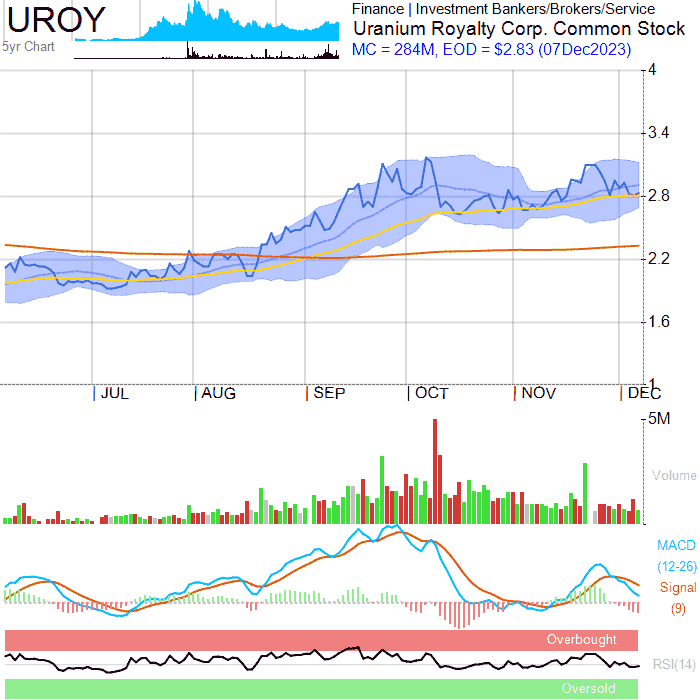 UROY
5yr Chart
Finance | Investment Bankers/Brokers/Service
Uranium Royalty Corp. Common Stock
MC = 284M, EOD = $2.83 (07Dec2023)
4
3.4
2.8
2.2
1.6
1
JUL AUG SEP OCT NOV DEC
5M
Volume
MACD
(12-26)
Signal
(9)
Overbought
RSI(14)
Oversold